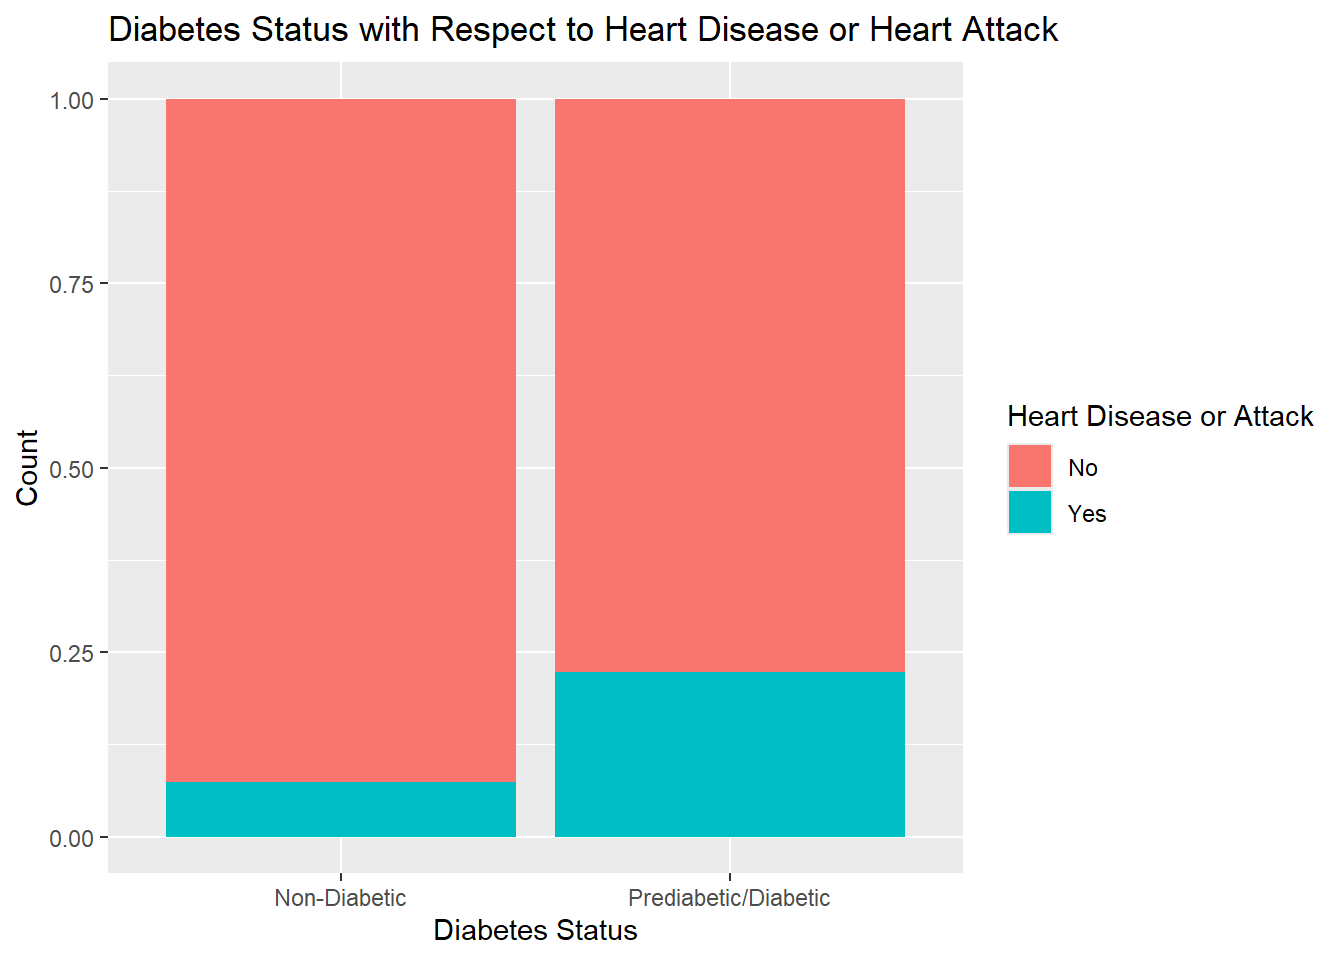 Diabetes Status with Respect to Heart Disease or Heart Attack
1.00
0.75
0.50
0.25
0.00
Count
Non-Diabetic
Prediabetic/Diabetic
Diabetes Status
Heart Disease or Attack
No
Yes